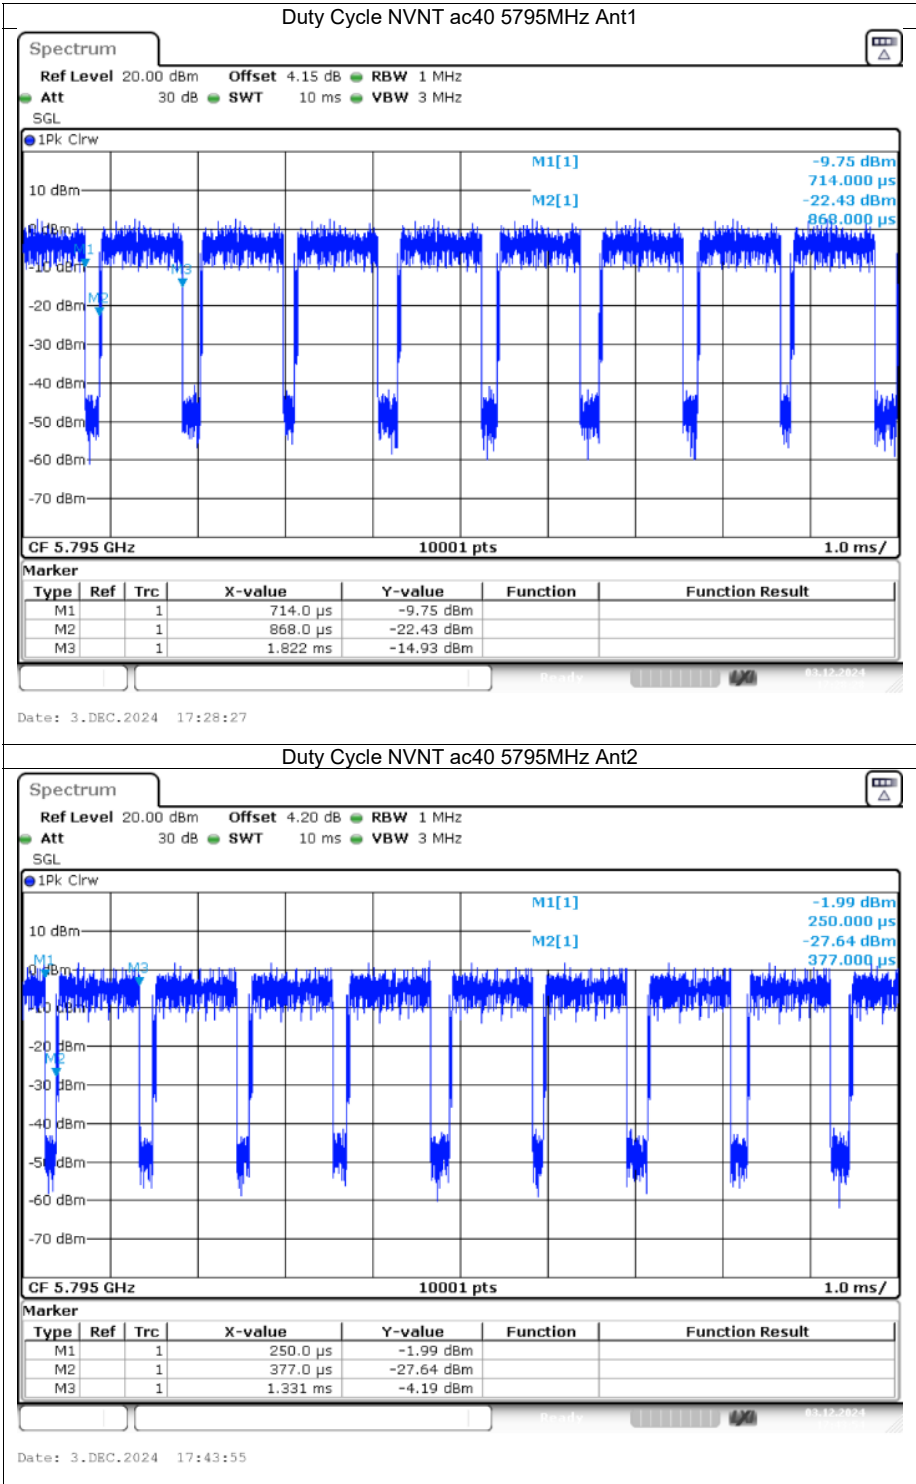 Duty Cycle NVNT ac40 5795MHz Ant1
Spectrum
Ref Level 20.00 dBm Offset 4.15 dB RBW 1 MHz
Att 30 dB SWT 10 ms VBW 3 MHz
SGL
1Pk Clrw
M1[1] -9.75 dBm
714.000 µs
M2[1] -22.43 dBm
868.000 µs
10 dBm
0 dBm
M1
-10 dBm
M3
-20 dBm
M2
-30 dBm
-40 dBm
-50 dBm
-60 dBm
-70 dBm
CF 5.795 GHz 10001 pts 1.0 ms/
Marker
Type Ref Trc X-value Y-value Function Function Result
M1 1 714.0 µs -9.75 dBm
M2 1 868.0 µs -22.43 dBm
M3 1 1.822 ms -14.93 dBm
Ready 03.12.2024
Date: 3.DEC.2024 17:28:27
Duty Cycle NVNT ac40 5795MHz Ant2
Spectrum
Ref Level 20.00 dBm Offset 4.20 dB RBW 1 MHz
Att 30 dB SWT 10 ms VBW 3 MHz
SGL
1Pk Clrw
M1[1] -1.99 dBm
250.000 µs
M2[1] -27.64 dBm
377.000 µs
10 dBm
M1
M3
0 dBm
-10 dBm
-20 dBm
M2
-30 dBm
-40 dBm
-50 dBm
-60 dBm
-70 dBm
CF 5.795 GHz 10001 pts 1.0 ms/
Marker
Type Ref Trc X-value Y-value Function Function Result
M1 1 250.0 µs -1.99 dBm
M2 1 377.0 µs -27.64 dBm
M3 1 1.331 ms -4.19 dBm
Ready 03.12.2024
Date: 3.DEC.2024 17:43:55